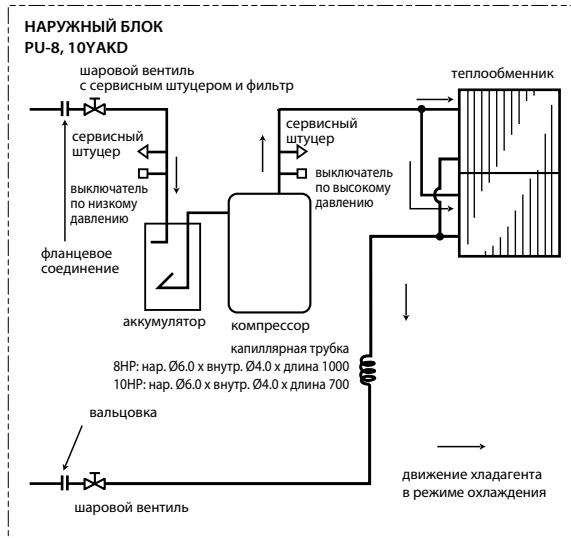 НАРУЖНЫЙ БЛОК
PU-8, 10YAKD
шаровой вентиль
с сервисным штуцером и фильтр
теплообменник
сервисный
штуцер
сервисный
штуцер
выключатель
по низкому
давлению
выключатель
по высокому
давлению
фланцевое
соединение
аккумулятор
компрессор
капиллярная трубка
8HP: нар. Ø6.0 x внутр. Ø4.0 x длина 1000
10HP: нар. Ø6.0 x внутр. Ø4.0 x длина 700
вальцовка
шаровой вентиль
движение хладагента
в режиме охлаждения